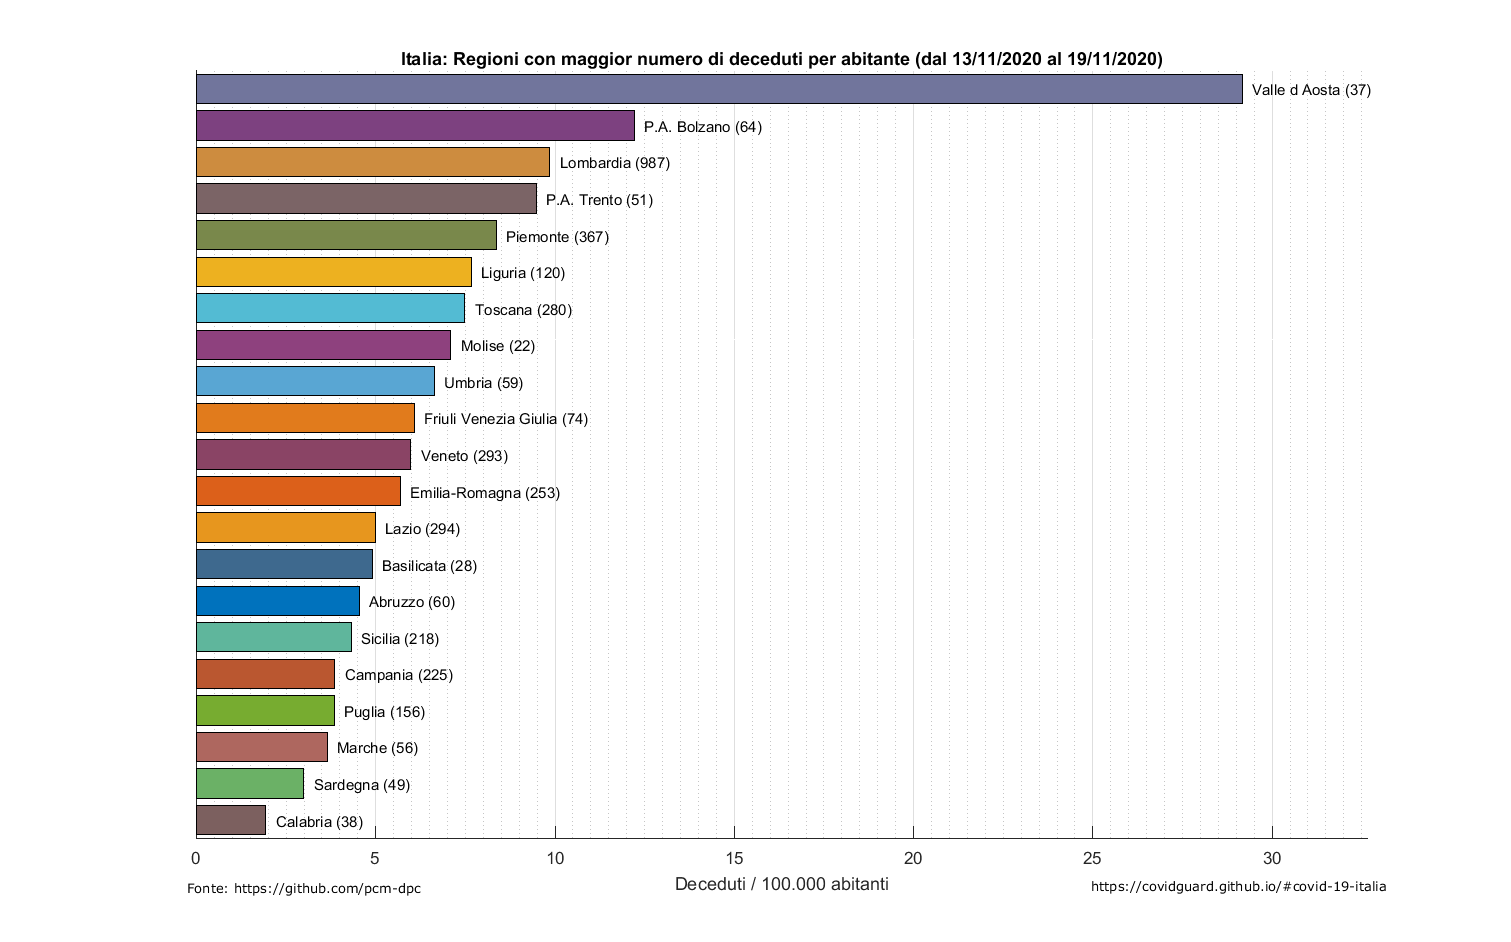 Italia: Regioni con maggior numero di deceduti per abitante (dal 13/11/2020 al 19/11/2020)
Valle d Aosta (37)
P.A. Bolzano (64)
Lombardia (987)
P.A. Trento (51)
Piemonte (367)
Liguria (120)
Toscana (280)
Molise (22)
Umbria (59)
Friuli Venezia Giulia (74)
Veneto (293)
Emilia-Romagna (253)
Lazio (294)
Basilicata (28)
Abruzzo (60)
Sicilia (218)
Campania (225)
Puglia (156)
Marche (56)
Sardegna (49)
Calabria (38)
0 5 10 15 20 25 30
Deceduti / 100.000 abitanti
Fonte: https://github.com/pcm-dpc
https://covidguard.github.io/#covid-19-italia